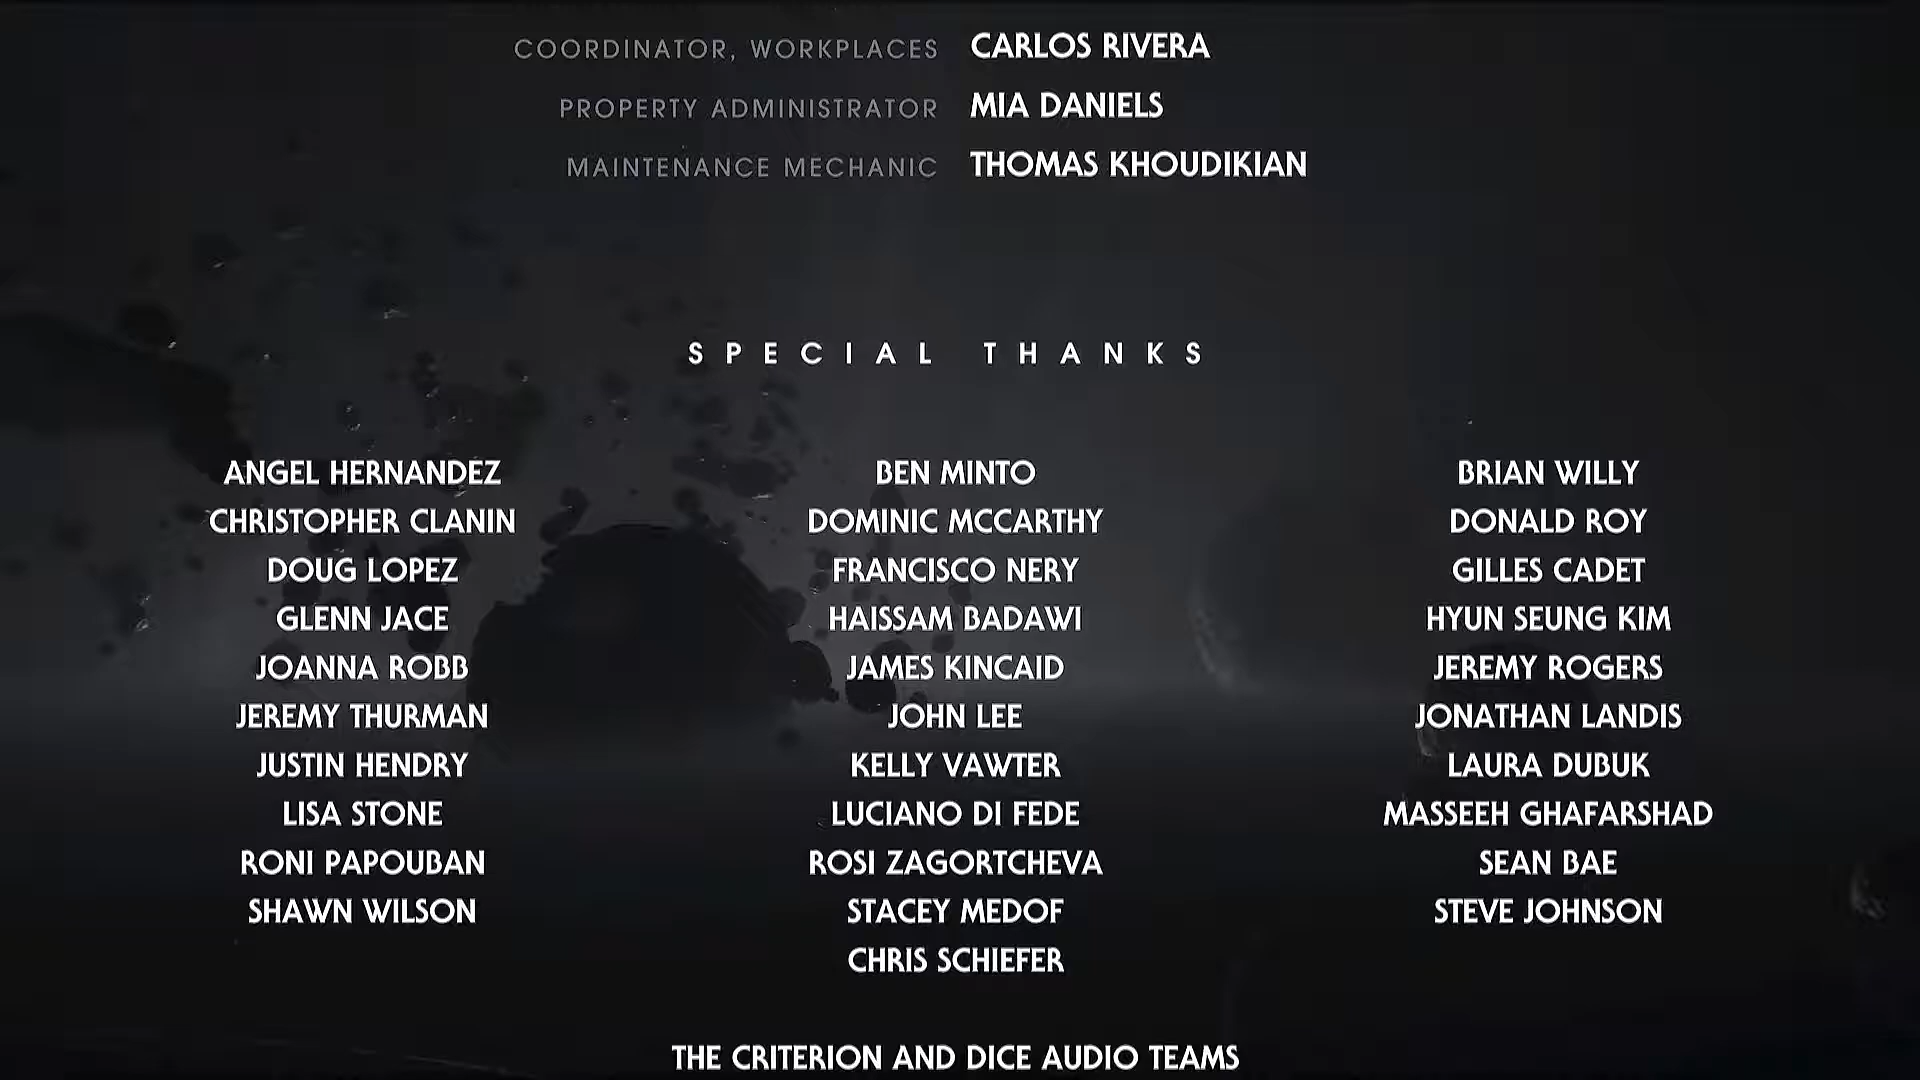 COORDINATOR, WORKPLACES CARLOS RIVERA
PROPERTY ADMINISTRATOR MIA DANIELS
MAINTENANCE MECHANIC THOMAS KHOUDIKIAN
SPECIAL THANKS
ANGEL HERNANDEZ BEN MINTO BRIAN WILLY
CHRISTOPHER CLANIN DOMINIC MCCARTHY DONALD ROY
DOUG LOPEZ FRANCISCO NERY GILLES CADET
GLENN JACE HAISSAM BADAWI HYUN SEUNG KIM
JOANNA ROBB JAMES KINCAID JEREMY ROGERS
JEREMY THURMAN JOHN LEE JONATHAN LANDIS
JUSTIN HENDRY KELLY VAWTER LAURA DUBUK
LISA STONE LUCIANO DI FEDE MASSEEH GHAFARSHAD
RONI PAPOUBAN ROSI ZAGORTCHEVA SEAN BAE
SHAWN WILSON STACEY MEDOF STEVE JOHNSON
CHRIS SCHIEFER
THE CRITERION AND DICE AUDIO TEAMS